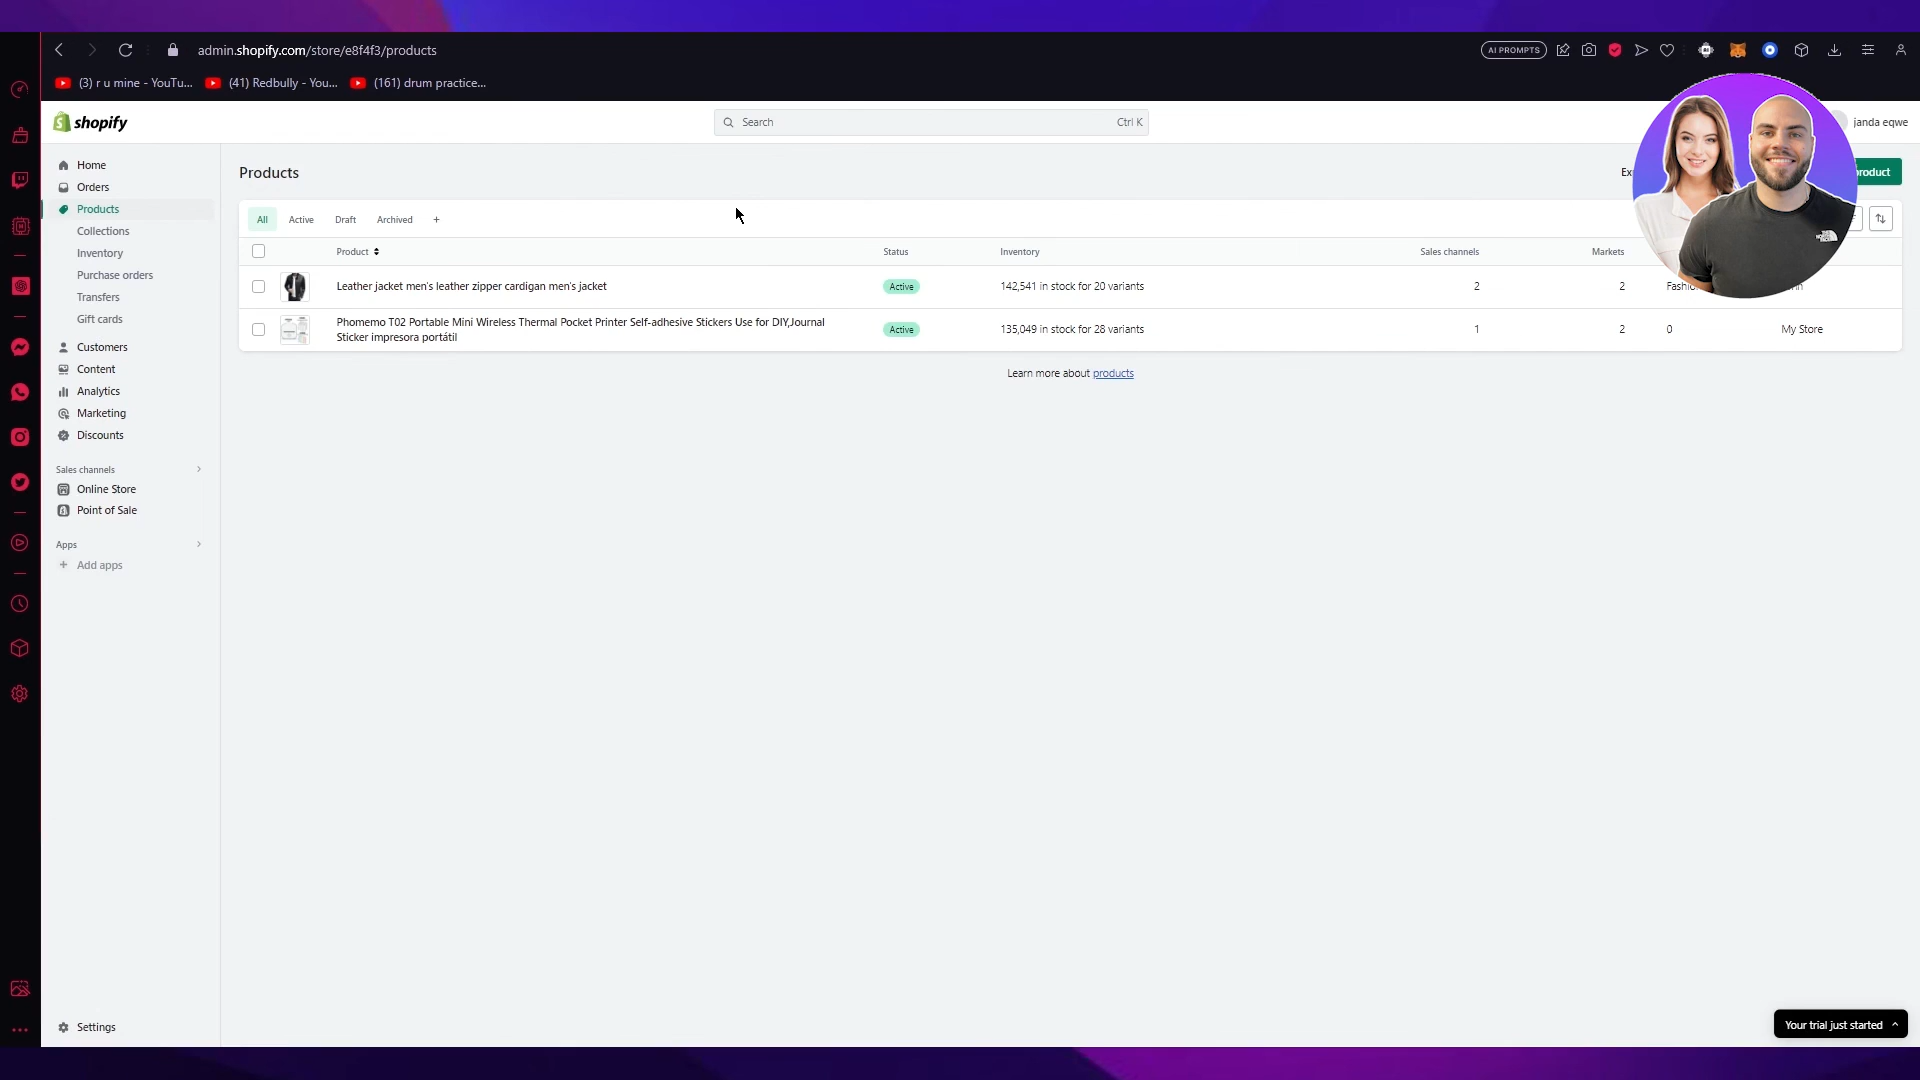 admin.shopify.com/store/e8f4f3/products
AI PROMPTS
(3) r u mine - YouTu...
(41) Redbully - You...
(161) drum practice...
shopify
Search
Ctrl K
janda eqwe
Home
Orders
Products
Collections
Inventory
Purchase orders
Transfers
Gift cards
Customers
Content
Analytics
Marketing
Discounts
Sales channels
Online Store
Point of Sale
Apps
+ Add apps
Settings
Products
All Active Draft Archived +
Product Status Inventory Sales channels Markets
Leather jacket men's leather zipper cardigan men's jacket Active 142,541 in stock for 20 variants 2 2
Phomemo T02 Portable Mini Wireless Thermal Pocket Printer Self-adhesive Stickers Use for DIY,Journal
Sticker impresora portátil
Active 135,049 in stock for 28 variants 1 2 0 My Store
Learn more about products
Your trial just started